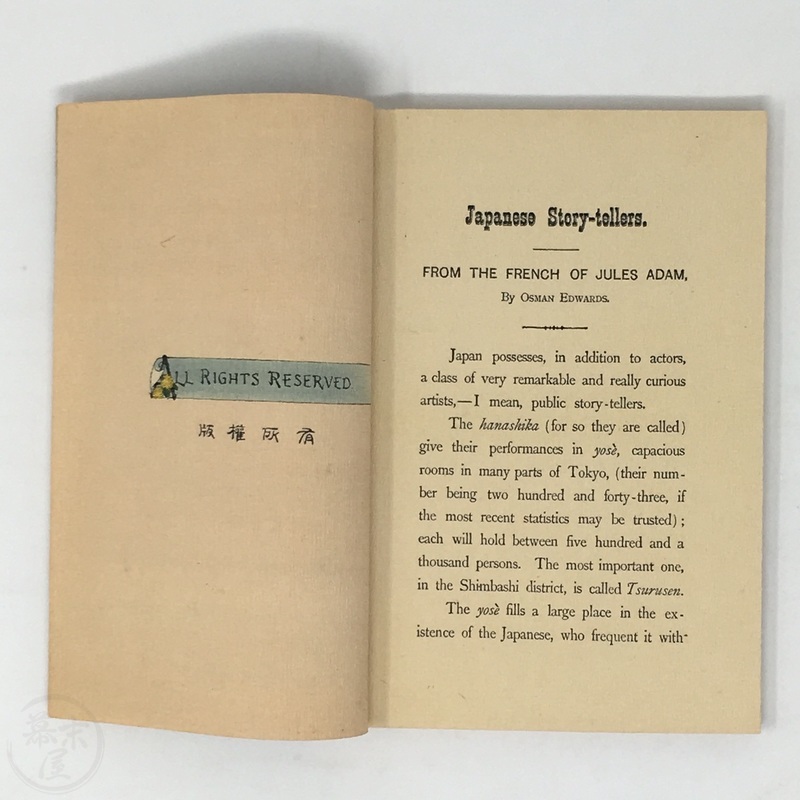 ALL RIGHTS RESERVED
版權所有
Japanese Story-tellers.
FROM THE FRENCH OF JULES ADAM,
By Osman Edwards.
Japan possesses, in addition to actors,
a class of very remarkable and really curious
artists,—I mean, public story-tellers.
The hanashika (for so they are called)
give their performances in yosè, capacious
rooms in many parts of Tokyo, (their num-
ber being two hundred and forty-three, if
the most recent statistics may be trusted);
each will hold between five hundred and a
thousand persons. The most important one,
in the Shimbashi district, is called Tsurusen.
The yosè fills a large place in the ex-
istence of the Japanese, who frequent it with-
幕末屋